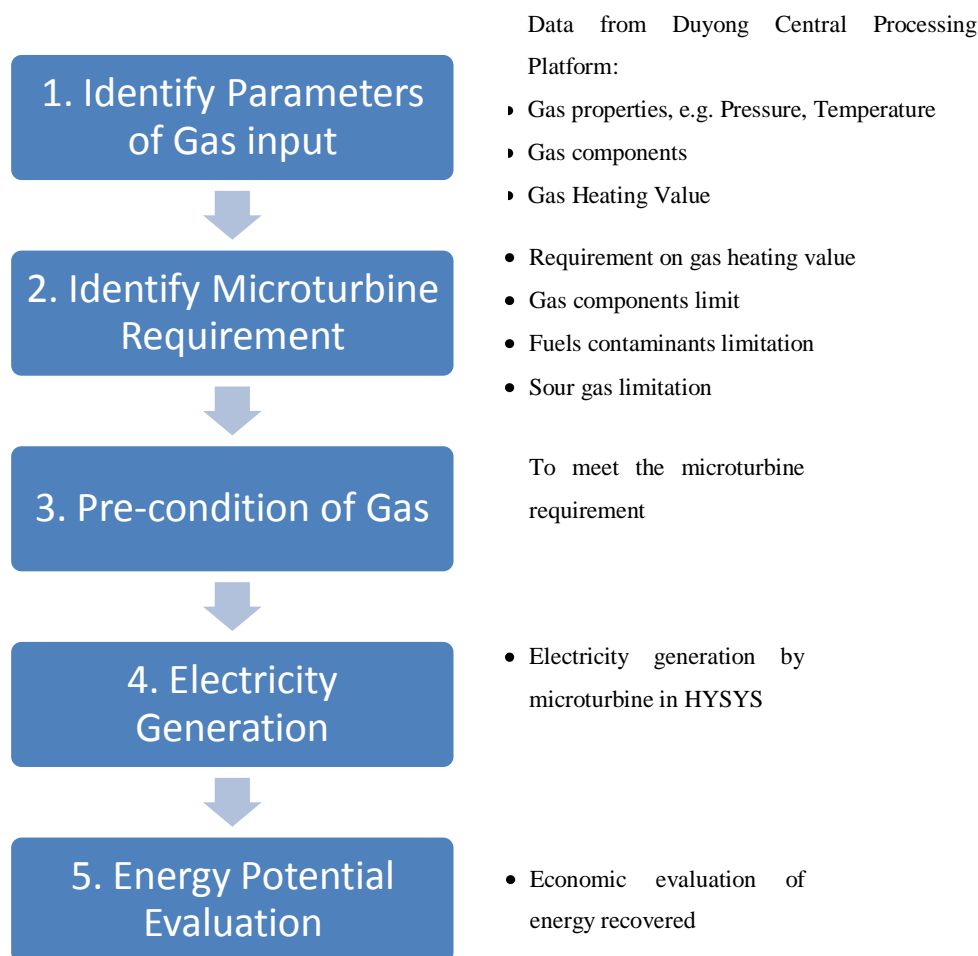 Data from Duyong Central Processing
Platform:
1. Identify Parameters
of Gas input
• Gas properties, e.g. Pressure, Temperature
• Gas components
• Gas Heating Value
2. Identify Microturbine
Requirement
• Requirement on gas heating value
• Gas components limit
• Fuels contaminants limitation
• Sour gas limitation
3. Pre-condition of Gas
To meet the microturbine
requirement
4. Electricity
Generation
• Electricity generation by
microturbine in HYSYS
5. Energy Potential
Evaluation
• Economic evaluation of
energy recovered